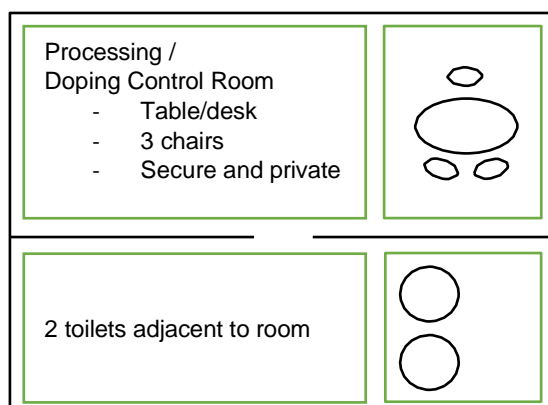 Processing /
Doping Control Room
- Table/desk
- 3 chairs
- Secure and private
2 toilets adjacent to room